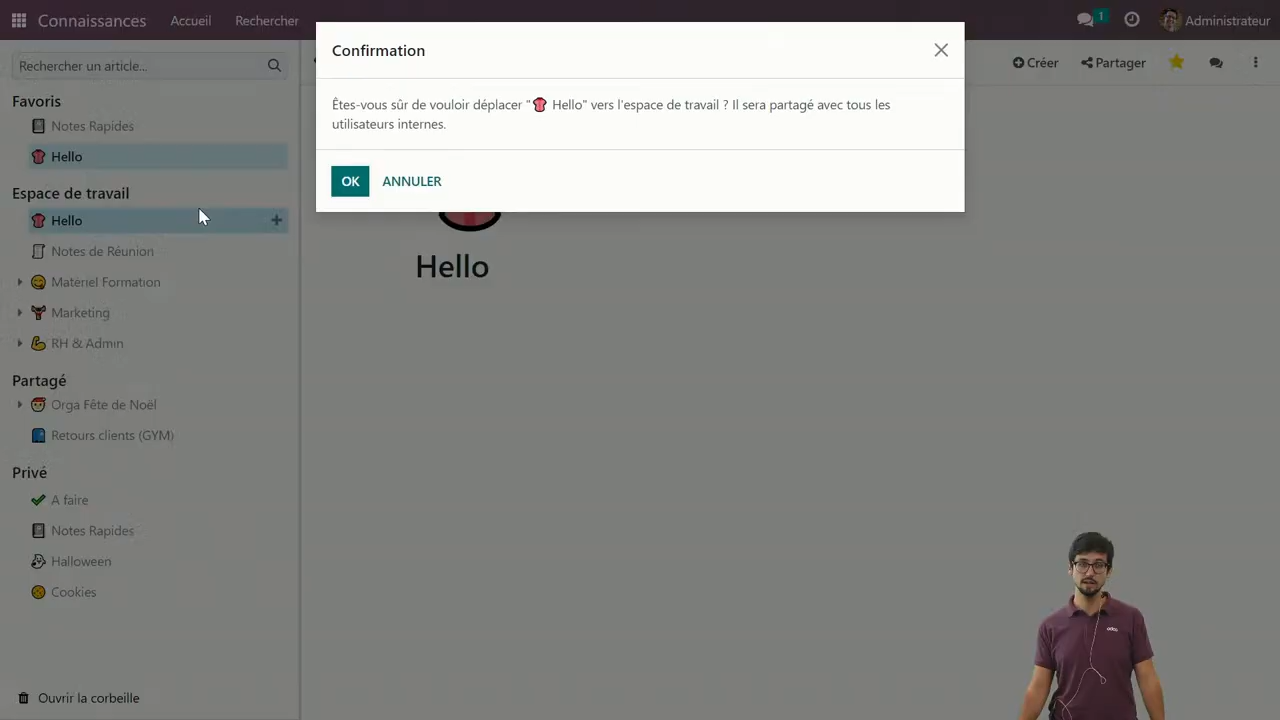 Connaissances Accueil Rechercher 1 Administrateur
Rechercher un article...
Favoris
Notes Rapides
Hello
Espace de travail
Hello
Notes de Réunion
Matériel Formation
Marketing
RH & Admin
Partagé
Orga Fête de Noël
Retours clients (GYM)
Privé
A faire
Notes Rapides
Halloween
Cookies
Ouvrir la corbeille
Confirmation
Êtes-vous sûr de vouloir déplacer " Hello" vers l'espace de travail ? Il sera partagé avec tous les
utilisateurs internes.
OK ANNULER
Créer Partager
Hello
odoo